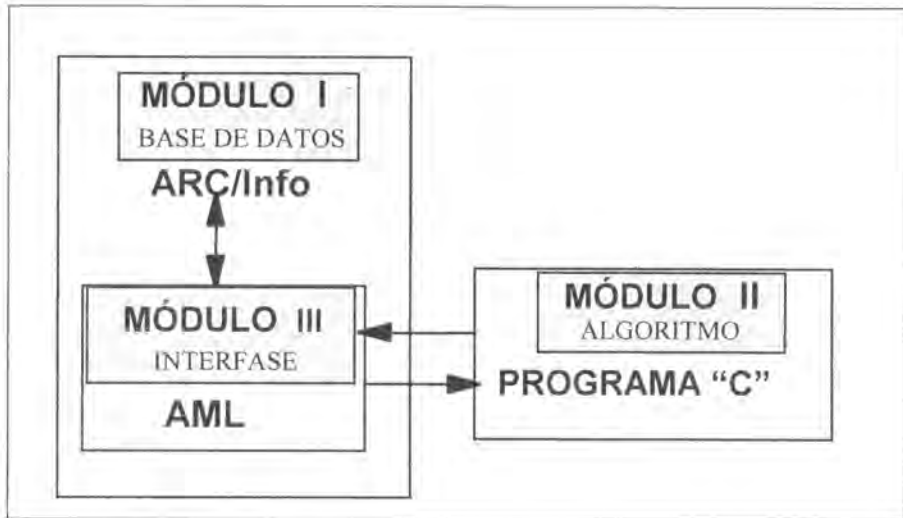 MÓDULO I
BASE DE DATOS
ARC/Info
MÓDULO III
INTERFASE
AML
MÓDULO II
ALGORITMO
PROGRAMA “C”